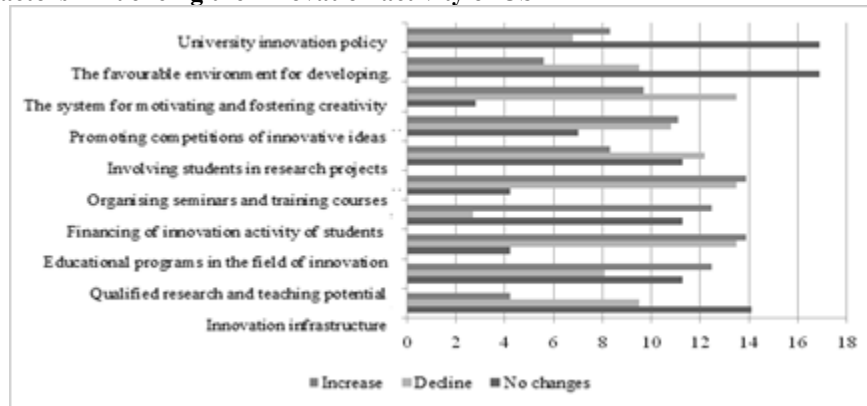 University innovation policy
The favourable environment for developing.
The system for motivating and fostering creativity
Promoting competitions of innovative ideas
Involving students in research projects
Organising seminars and training courses
Financing of innovation activity of students
Educational programs in the field of innovation
Qualified research and teaching potential
Innovation infrastructure
0 2 4 6 8 10 12 14 16 18
Increase Decline No changes